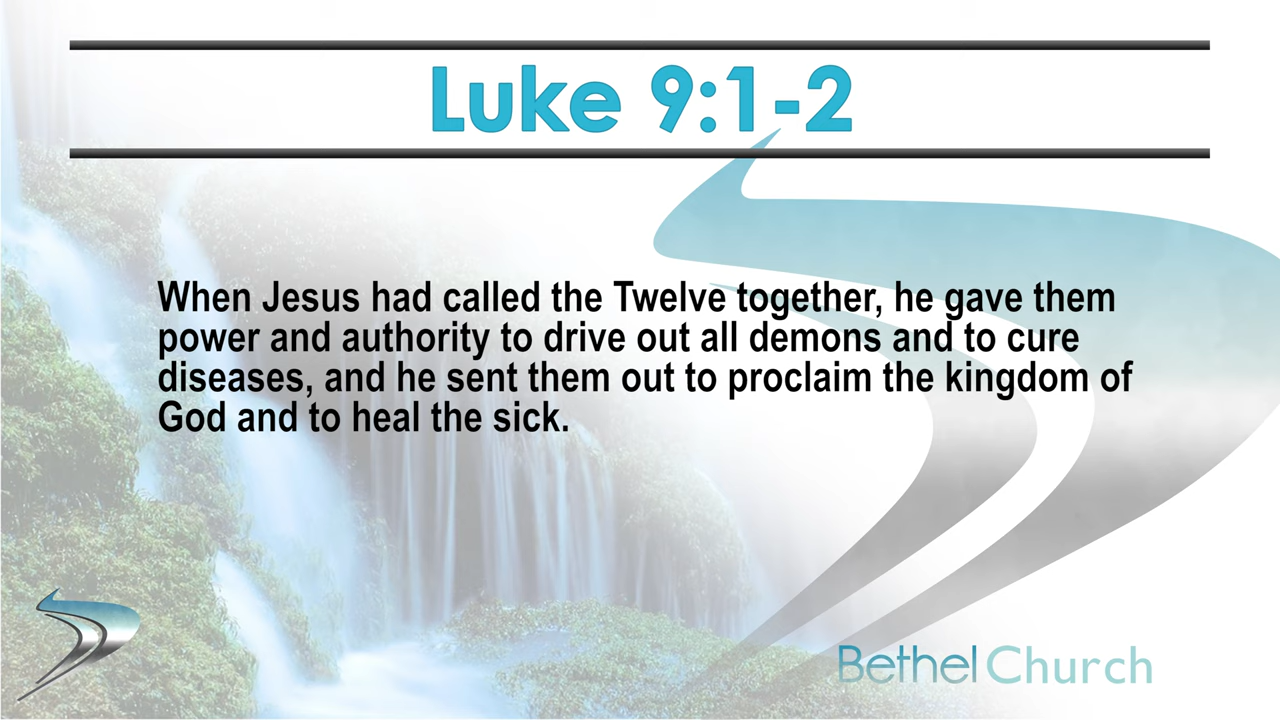 Luke 9:1-2
When Jesus had called the Twelve together, he gave them
power and authority to drive out all demons and to cure
diseases, and he sent them out to proclaim the kingdom of
God and to heal the sick.
Bethel Church